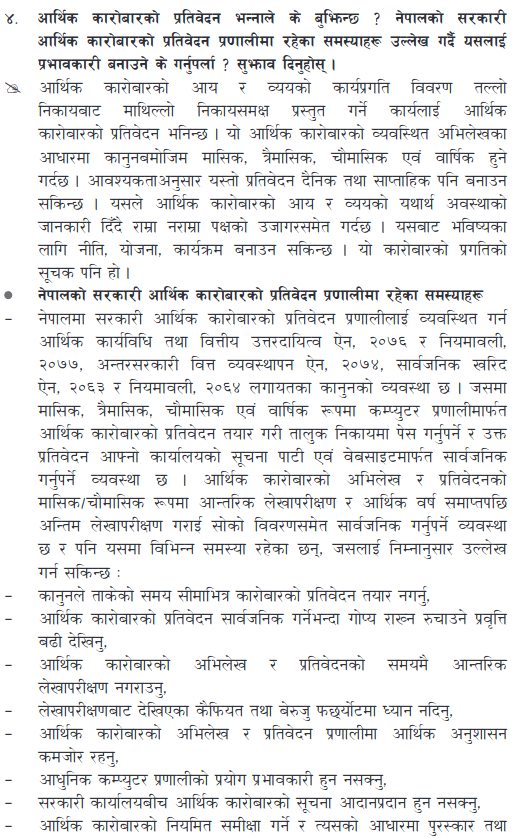 ४. आर्थिक कारोबारको प्रतिवेदन भन्नाले के बुझिन्छ ? नेपालको सरकारी
आर्थिक कारोबारको प्रतिवेदन प्रणालीमा रहेका समस्याहरू उल्लेख गर्दै यसलाई
प्रभावकारी बनाउने के गर्नुपर्ला ? सुझाव दिनुहोस् ।
आर्थिक कारोबारको आय र व्ययको कार्यप्रगति विवरण तल्लो
निकायबाट माथिल्लो निकायसमक्ष प्रस्तुत गर्ने कार्यलाई आर्थिक
कारोबारको प्रतिवेदन भनिन्छ । यो आर्थिक कारोबारको व्यवस्थित अभिलेखका
आधारमा कानुनबमोजिम मासिक, त्रैमासिक, चौमासिक एवं वार्षिक हुने
गर्दछ । आवश्यकताअनुसार यस्तो प्रतिवेदन दैनिक तथा साप्ताहिक पनि बनाउन
सकिन्छ । यसले आर्थिक कारोबारको आय र व्ययको यथार्थ अवस्थाको
जानकारी दिँदै राम्रा नराम्रा पक्षको उजागरसमेत गर्दछ । यसबाट भविष्यका
लागि नीति, योजना, कार्यक्रम बनाउन सकिन्छ । यो कारोबारको प्रगतिको
सूचक पनि हो ।
● नेपालको सरकारी आर्थिक कारोबारको प्रतिवेदन प्रणालीमा रहेका समस्याहरू
– नेपालमा सरकारी आर्थिक कारोबारको प्रतिवेदन प्रणालीलाई व्यवस्थित गर्न
आर्थिक कार्यविधि तथा वित्तीय उत्तरदायित्व ऐन, २०७६ र नियमावली,
२०७७, अन्तरसरकारी वित्त व्यवस्थापन ऐन, २०७४, सार्वजनिक खरिद
ऐन, २०६३ र नियमावली, २०६४ लगायतका कानुनको व्यवस्था छ । जसमा
मासिक, त्रैमासिक, चौमासिक एवं वार्षिक रूपमा कम्प्युटर प्रणालीमार्फत
आर्थिक कारोबारको प्रतिवेदन तयार गरी तालुक निकायमा पेस गर्नुपर्ने र उक्त
प्रतिवेदन आफ्नो कार्यालयको सूचना पाटी एवं वेबसाइटमार्फत सार्वजनिक
गर्नुपर्ने व्यवस्था छ । आर्थिक कारोबारको अभिलेख र प्रतिवेदनको
मासिक/चौमासिक रूपमा आन्तरिक लेखापरीक्षण र आर्थिक वर्ष समाप्तपछि
अन्तिम लेखापरीक्षण गराई सोको विवरणसमेत सार्वजनिक गर्नुपर्ने व्यवस्था
छ र पनि यसमा विभिन्न समस्या रहेका छन्, जसलाई निम्नानुसार उल्लेख
गर्न सकिन्छ :
– कानुनले ताकेको समय सीमाभित्र कारोबारको प्रतिवेदन तयार नगर्नु,
– आर्थिक कारोबारको प्रतिवेदन सार्वजनिक गर्नेभन्दा गोप्य राख्न रुचाउने प्रवृत्ति
बढी देखिनु,
– आर्थिक कारोबारको अभिलेख र प्रतिवेदनको समयमै आन्तरिक
लेखापरीक्षण नगराउनु,
– लेखापरीक्षणबाट देखिएका कैफियत तथा बेरुजु फछ्र्योटमा ध्यान नदिनु,
– आर्थिक कारोबारको अभिलेख र प्रतिवेदन प्रणालीमा आर्थिक अनुशासन
कमजोर रहनु,
– आधुनिक कम्प्युटर प्रणालीको प्रयोग प्रभावकारी हुन नसक्नु,
– सरकारी कार्यालयबीच आर्थिक कारोबारको सूचना आदानप्रदान हुन नसक्नु,
– आर्थिक कारोबारको नियमित समीक्षा गर्ने र त्यसको आधारमा पुरस्कार तथा